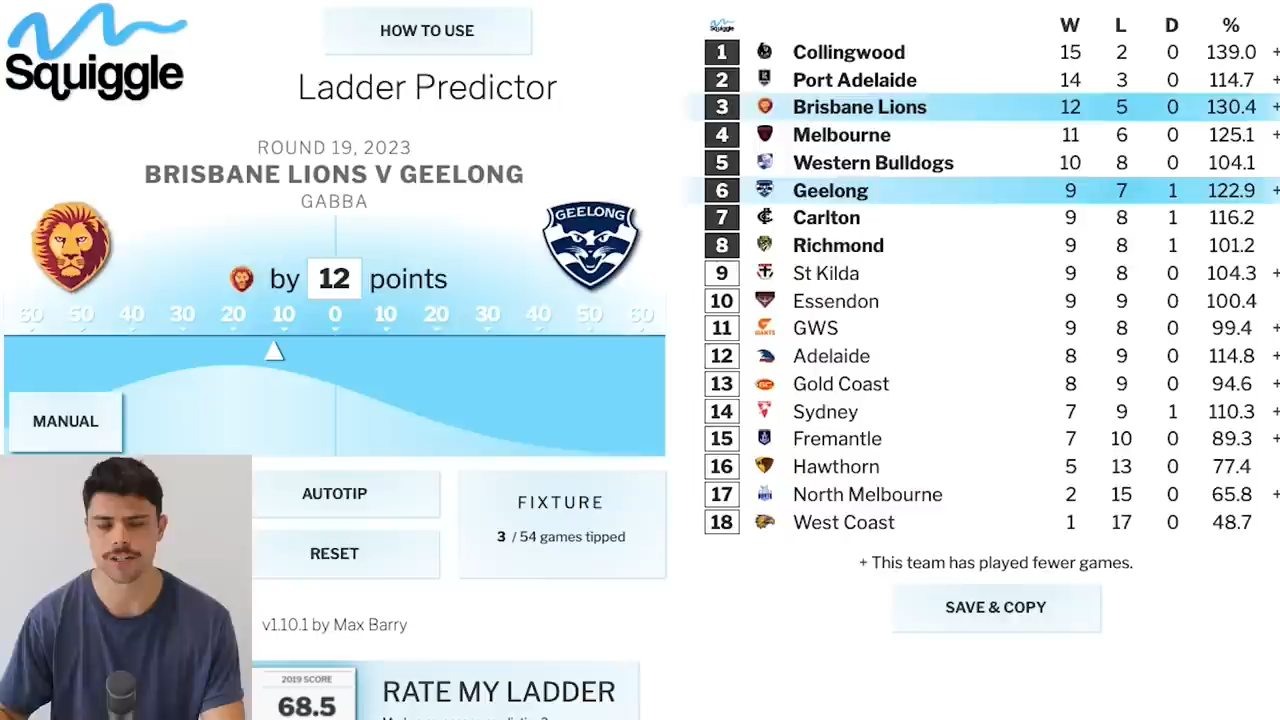 Squiggle
HOW TO USE
Ladder Predictor
ROUND 19, 2023
BRISBANE LIONS V GEELONG
GABBA
GEELONG
by 12 points
60 50 40 30 20 10 0 10 20 30 40 50 60
MANUAL
AUTOTIP
RESET
FIXTURE
3 / 54 games tipped
v1.10.1 by Max Barry
2019 SCORE
68.5
RATE MY LADDER
Squiggle W L D %
1 Collingwood 15 2 0 139.0 +
2 Port Adelaide 14 3 0 114.7 +
3 Brisbane Lions 12 5 0 130.4 +
4 Melbourne 11 6 0 125.1 +
5 Western Bulldogs 10 8 0 104.1
6 Geelong 9 7 1 122.9 +
7 Carlton 9 8 1 116.2
8 Richmond 9 8 1 101.2
9 St Kilda 9 8 0 104.3 +
10 Essendon 9 9 0 100.4
11 GWS 9 8 0 99.4 +
12 Adelaide 8 9 0 114.8 +
13 Gold Coast 8 9 0 94.6 +
14 Sydney 7 9 1 110.3 +
15 Fremantle 7 10 0 89.3 +
16 Hawthorn 5 13 0 77.4
17 North Melbourne 2 15 0 65.8 +
18 West Coast 1 17 0 48.7
+ This team has played fewer games.
SAVE & COPY